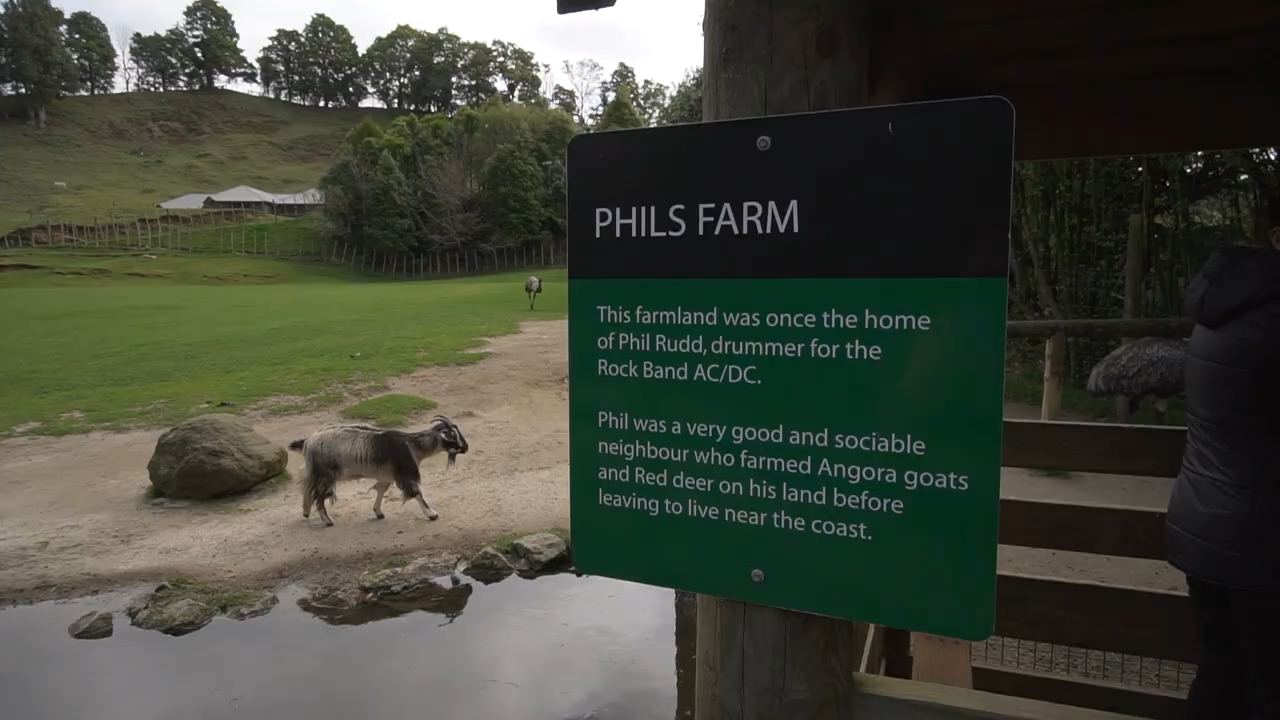 PHILS FARM
This farmland was once the home
of Phil Rudd, drummer for the
Rock Band AC/DC.
Phil was a very good and sociable
neighbour who farmed Angora goats
and Red deer on his land before
leaving to live near the coast.